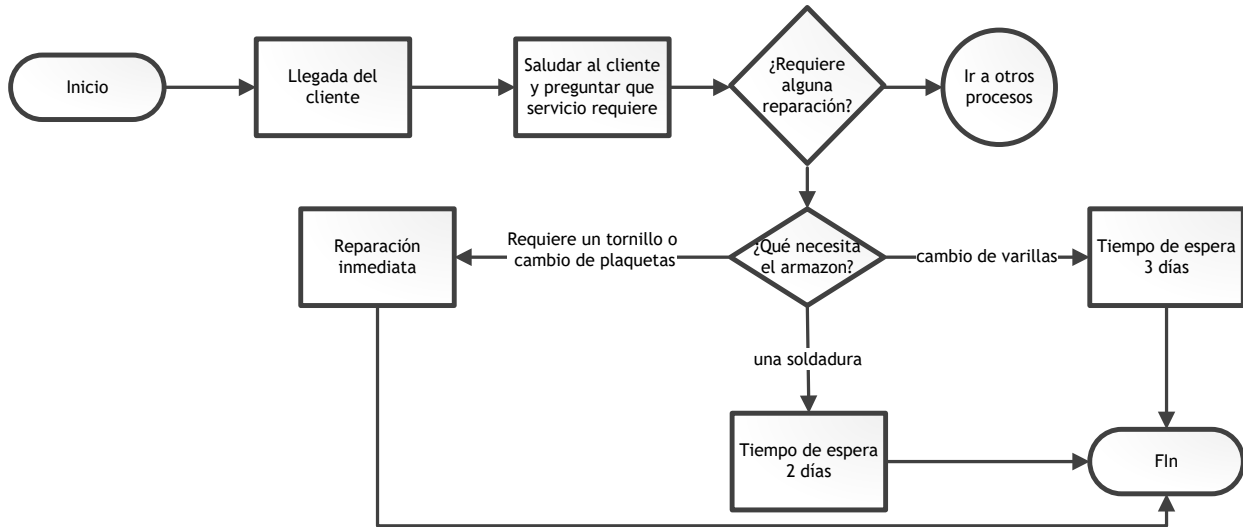 Inicio
Llegada del
cliente
Saludar al cliente
y preguntar que
servicio requiere
¿Requiere
alguna
reparación?
Ir a otros
procesos
Reparación
inmediata
Requiere un tornillo o
cambio de plaquetas
¿Qué necesita
el armazon?
cambio de varillas
Tiempo de espera
3 días
una soldadura
Tiempo de espera
2 días
FIn